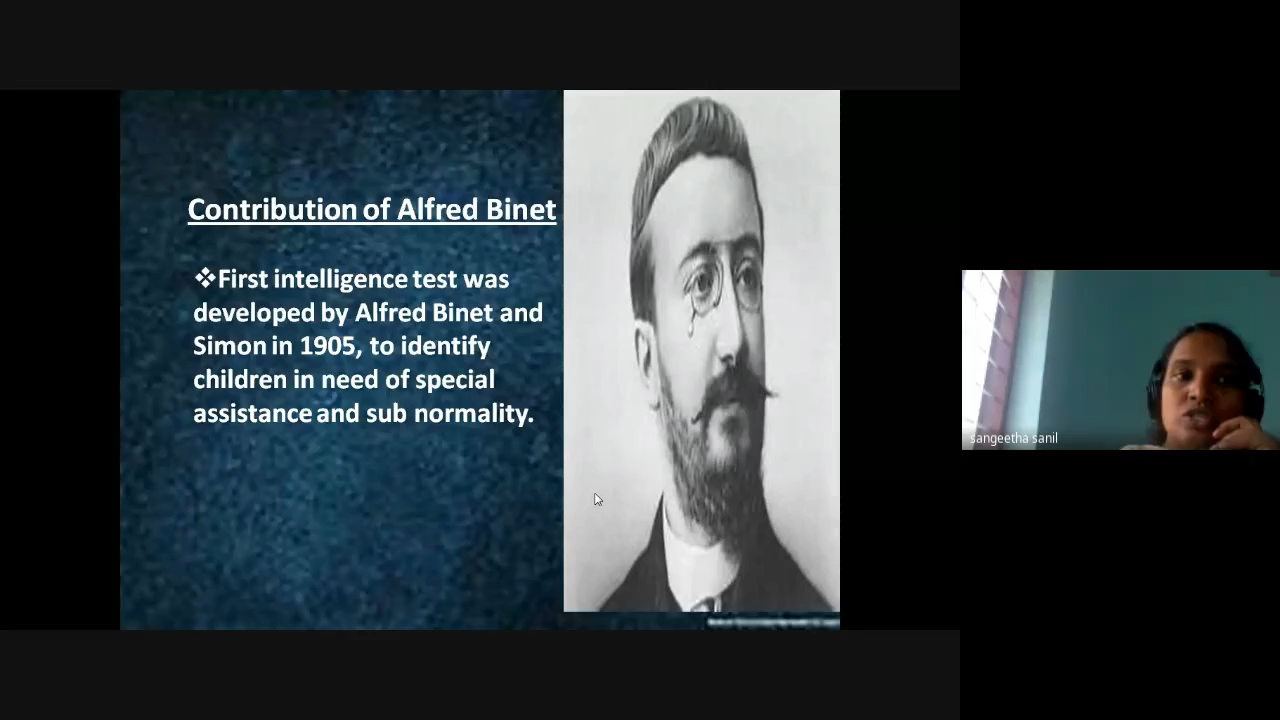 Contribution of Alfred Binet
❖First intelligence test was
developed by Alfred Binet and
Simon in 1905, to identify
children in need of special
assistance and sub normality.
sangeetha sanil